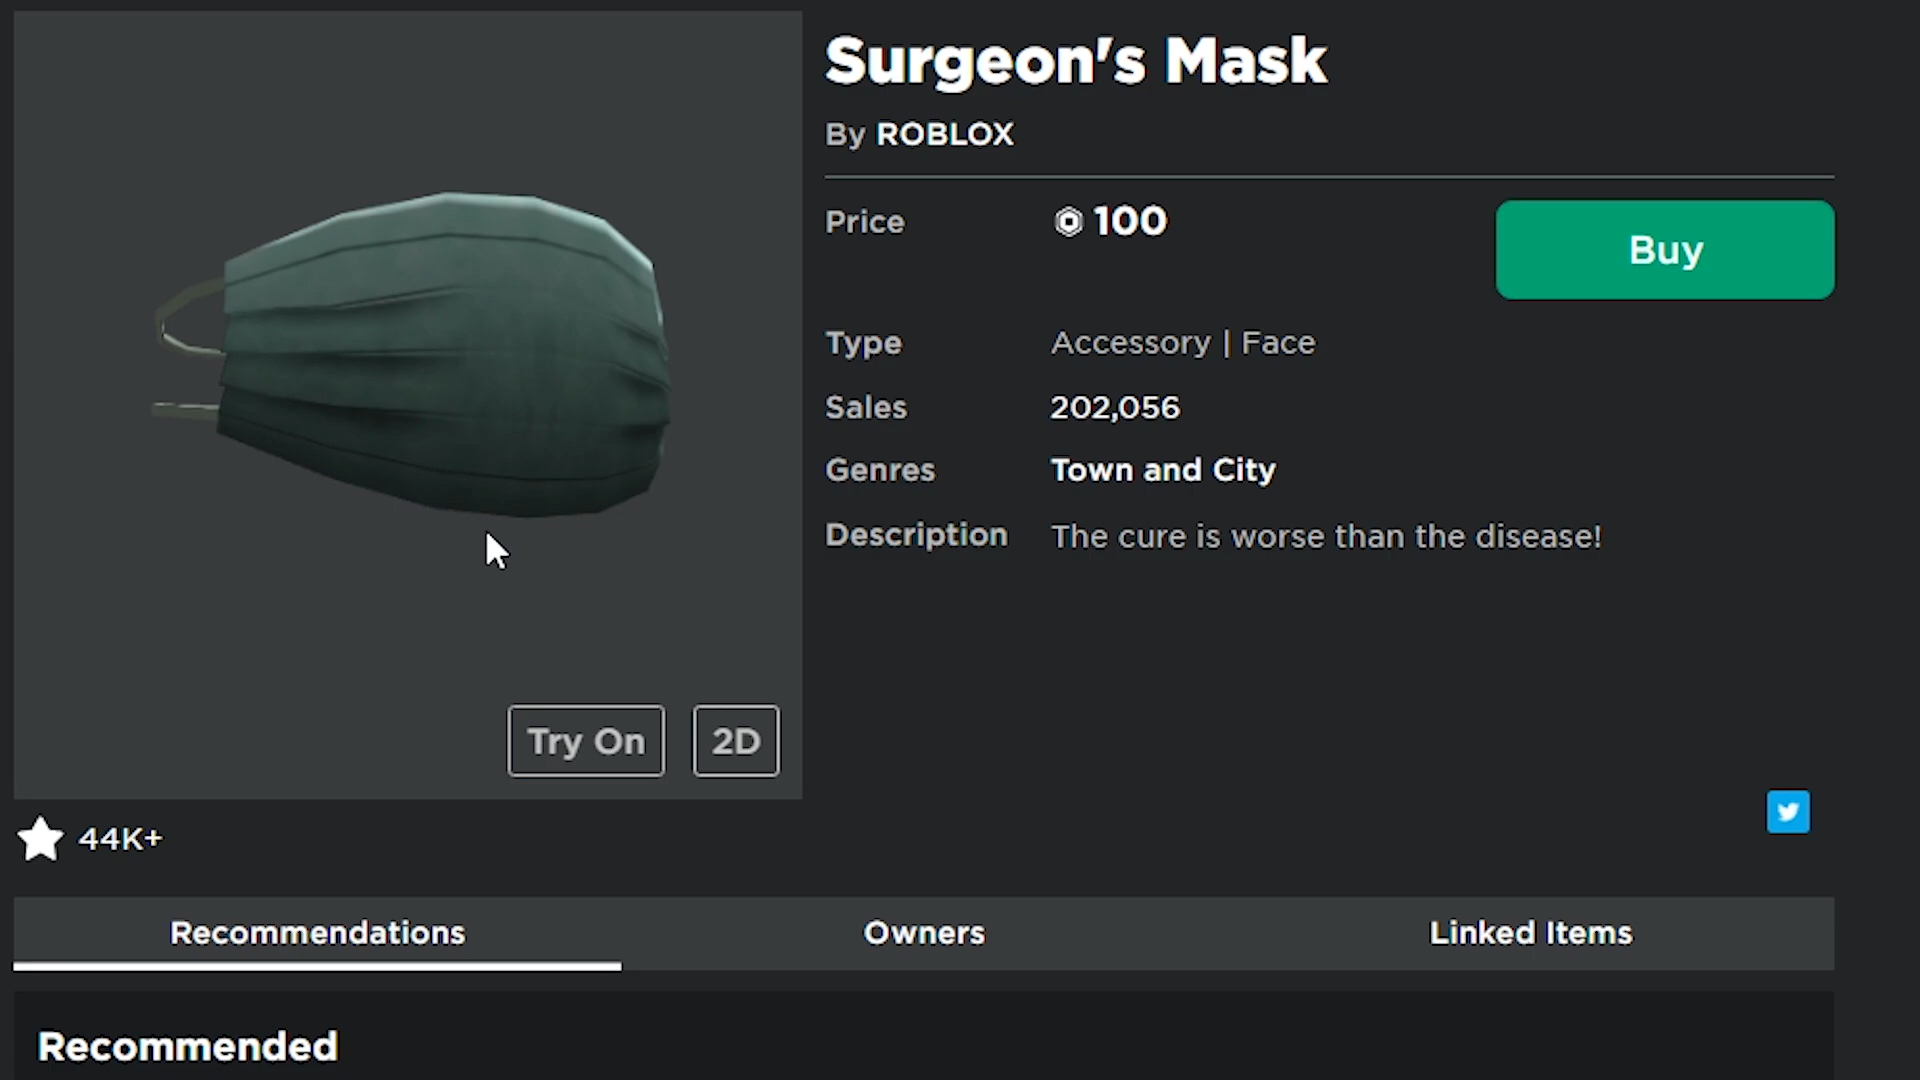 Surgeon's Mask
By ROBLOX
Price 100
Buy
Type Accessory | Face
Sales 202,056
Genres Town and City
Description The cure is worse than the disease!
Try On 2D
44K+
Recommendations Owners Linked Items
Recommended